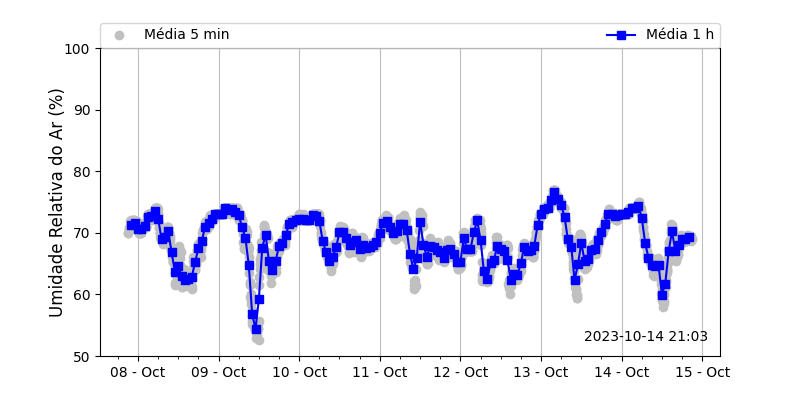 Média 5 min
Média 1 h
100
90
80
70
60
50
Umidade Relativa do Ar (%)
2023-10-14 21:03
08 - Oct
09 - Oct
10 - Oct
11 - Oct
12 - Oct
13 - Oct
14 - Oct
15 - Oct